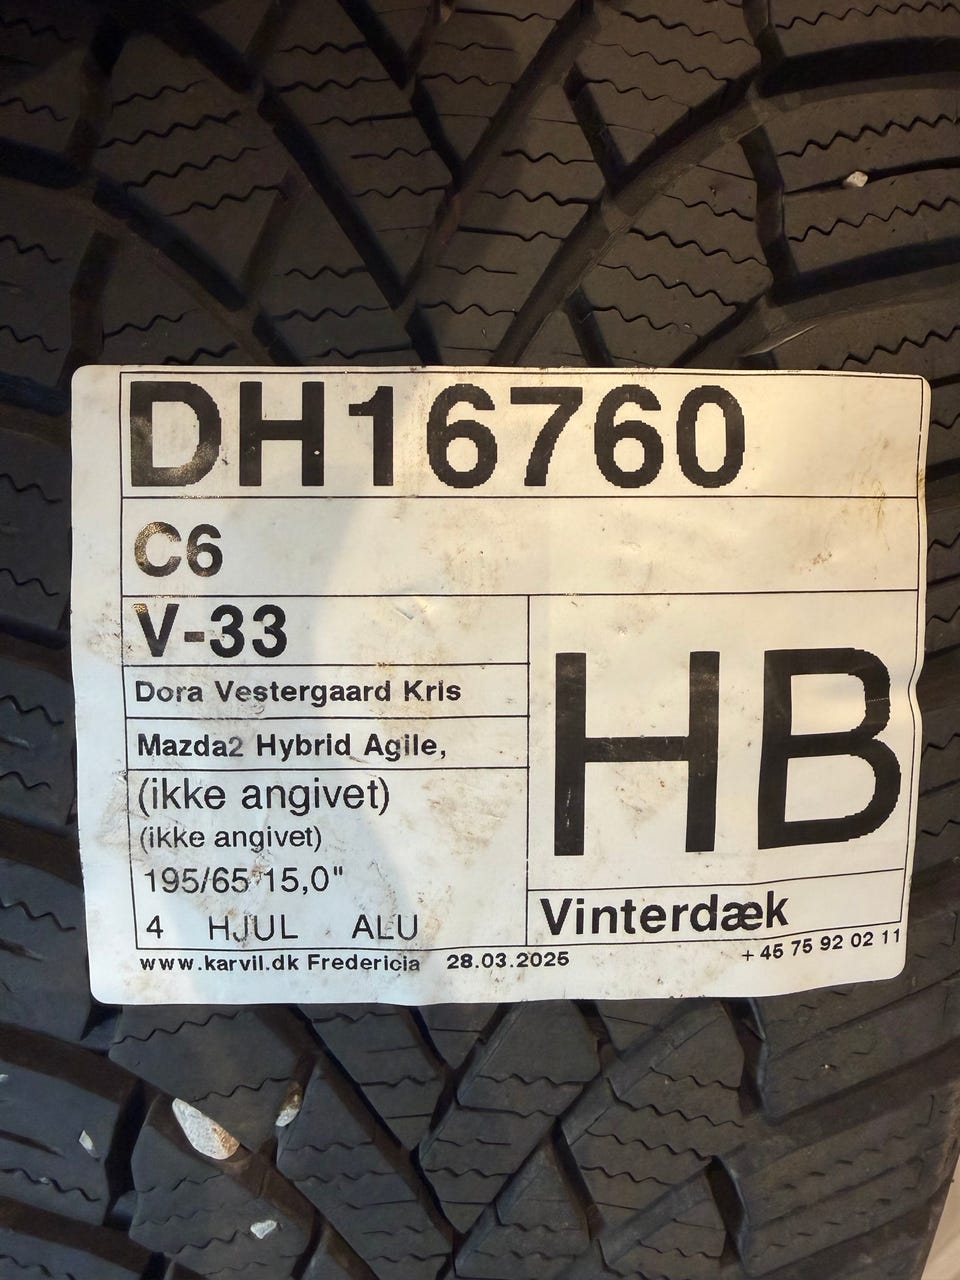 DH16760
C6
V-33
Dora Vestergaard Kris
Mazda2 Hybrid Agile,
(ikke angivet)
(ikke angivet)
195/65 15,0"
4 HJUL ALU
HB
Vinterdæk
www.karvil.dk Fredericia 28.03.2025 + 45 75 92 02 11